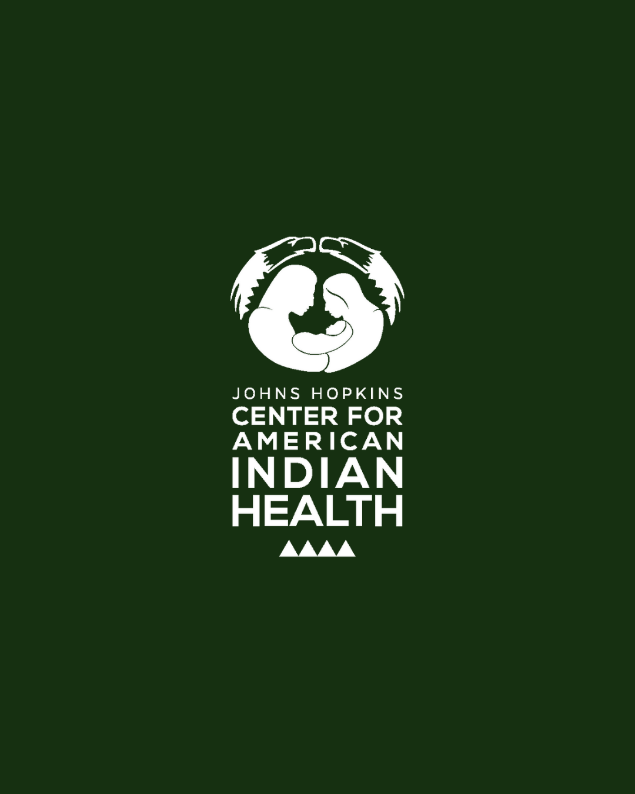 JOHNS HOPKINS
CENTER FOR
AMERICAN
INDIAN
HEALTH